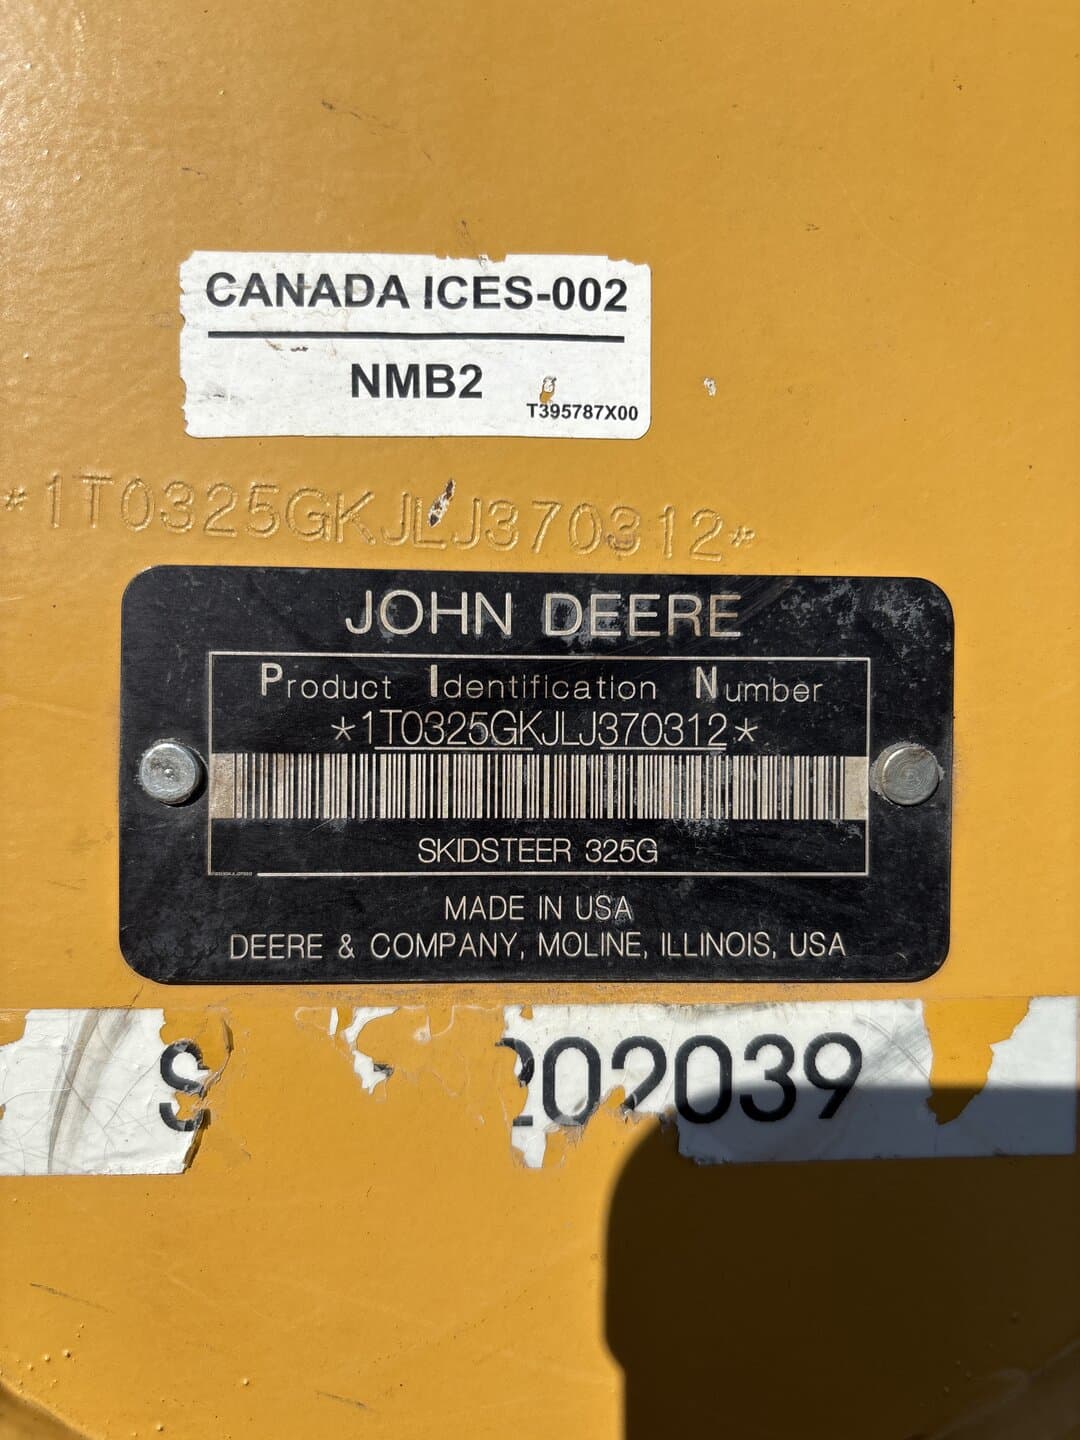 CANADA ICES-002
NMB2
T395787X00
*1T0325GKJLJ370312*
JOHN DEERE
Product Identification Number
*1T0325GKJLJ370312*
SKIDSTEER 325G
MADE IN USA
DEERE & COMPANY, MOLINE, ILLINOIS, USA